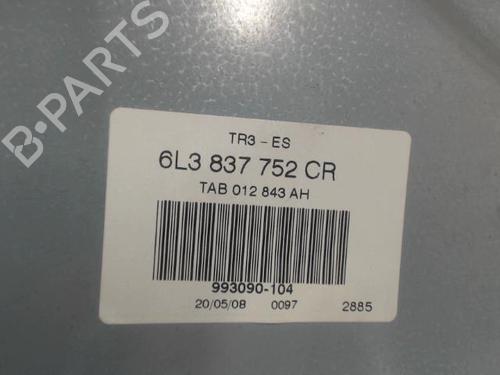 TR3-ES
6L3 837 752 CR
TAB 012 843 AH
993090-104
20/05/08 0097 2885
B-PARTS